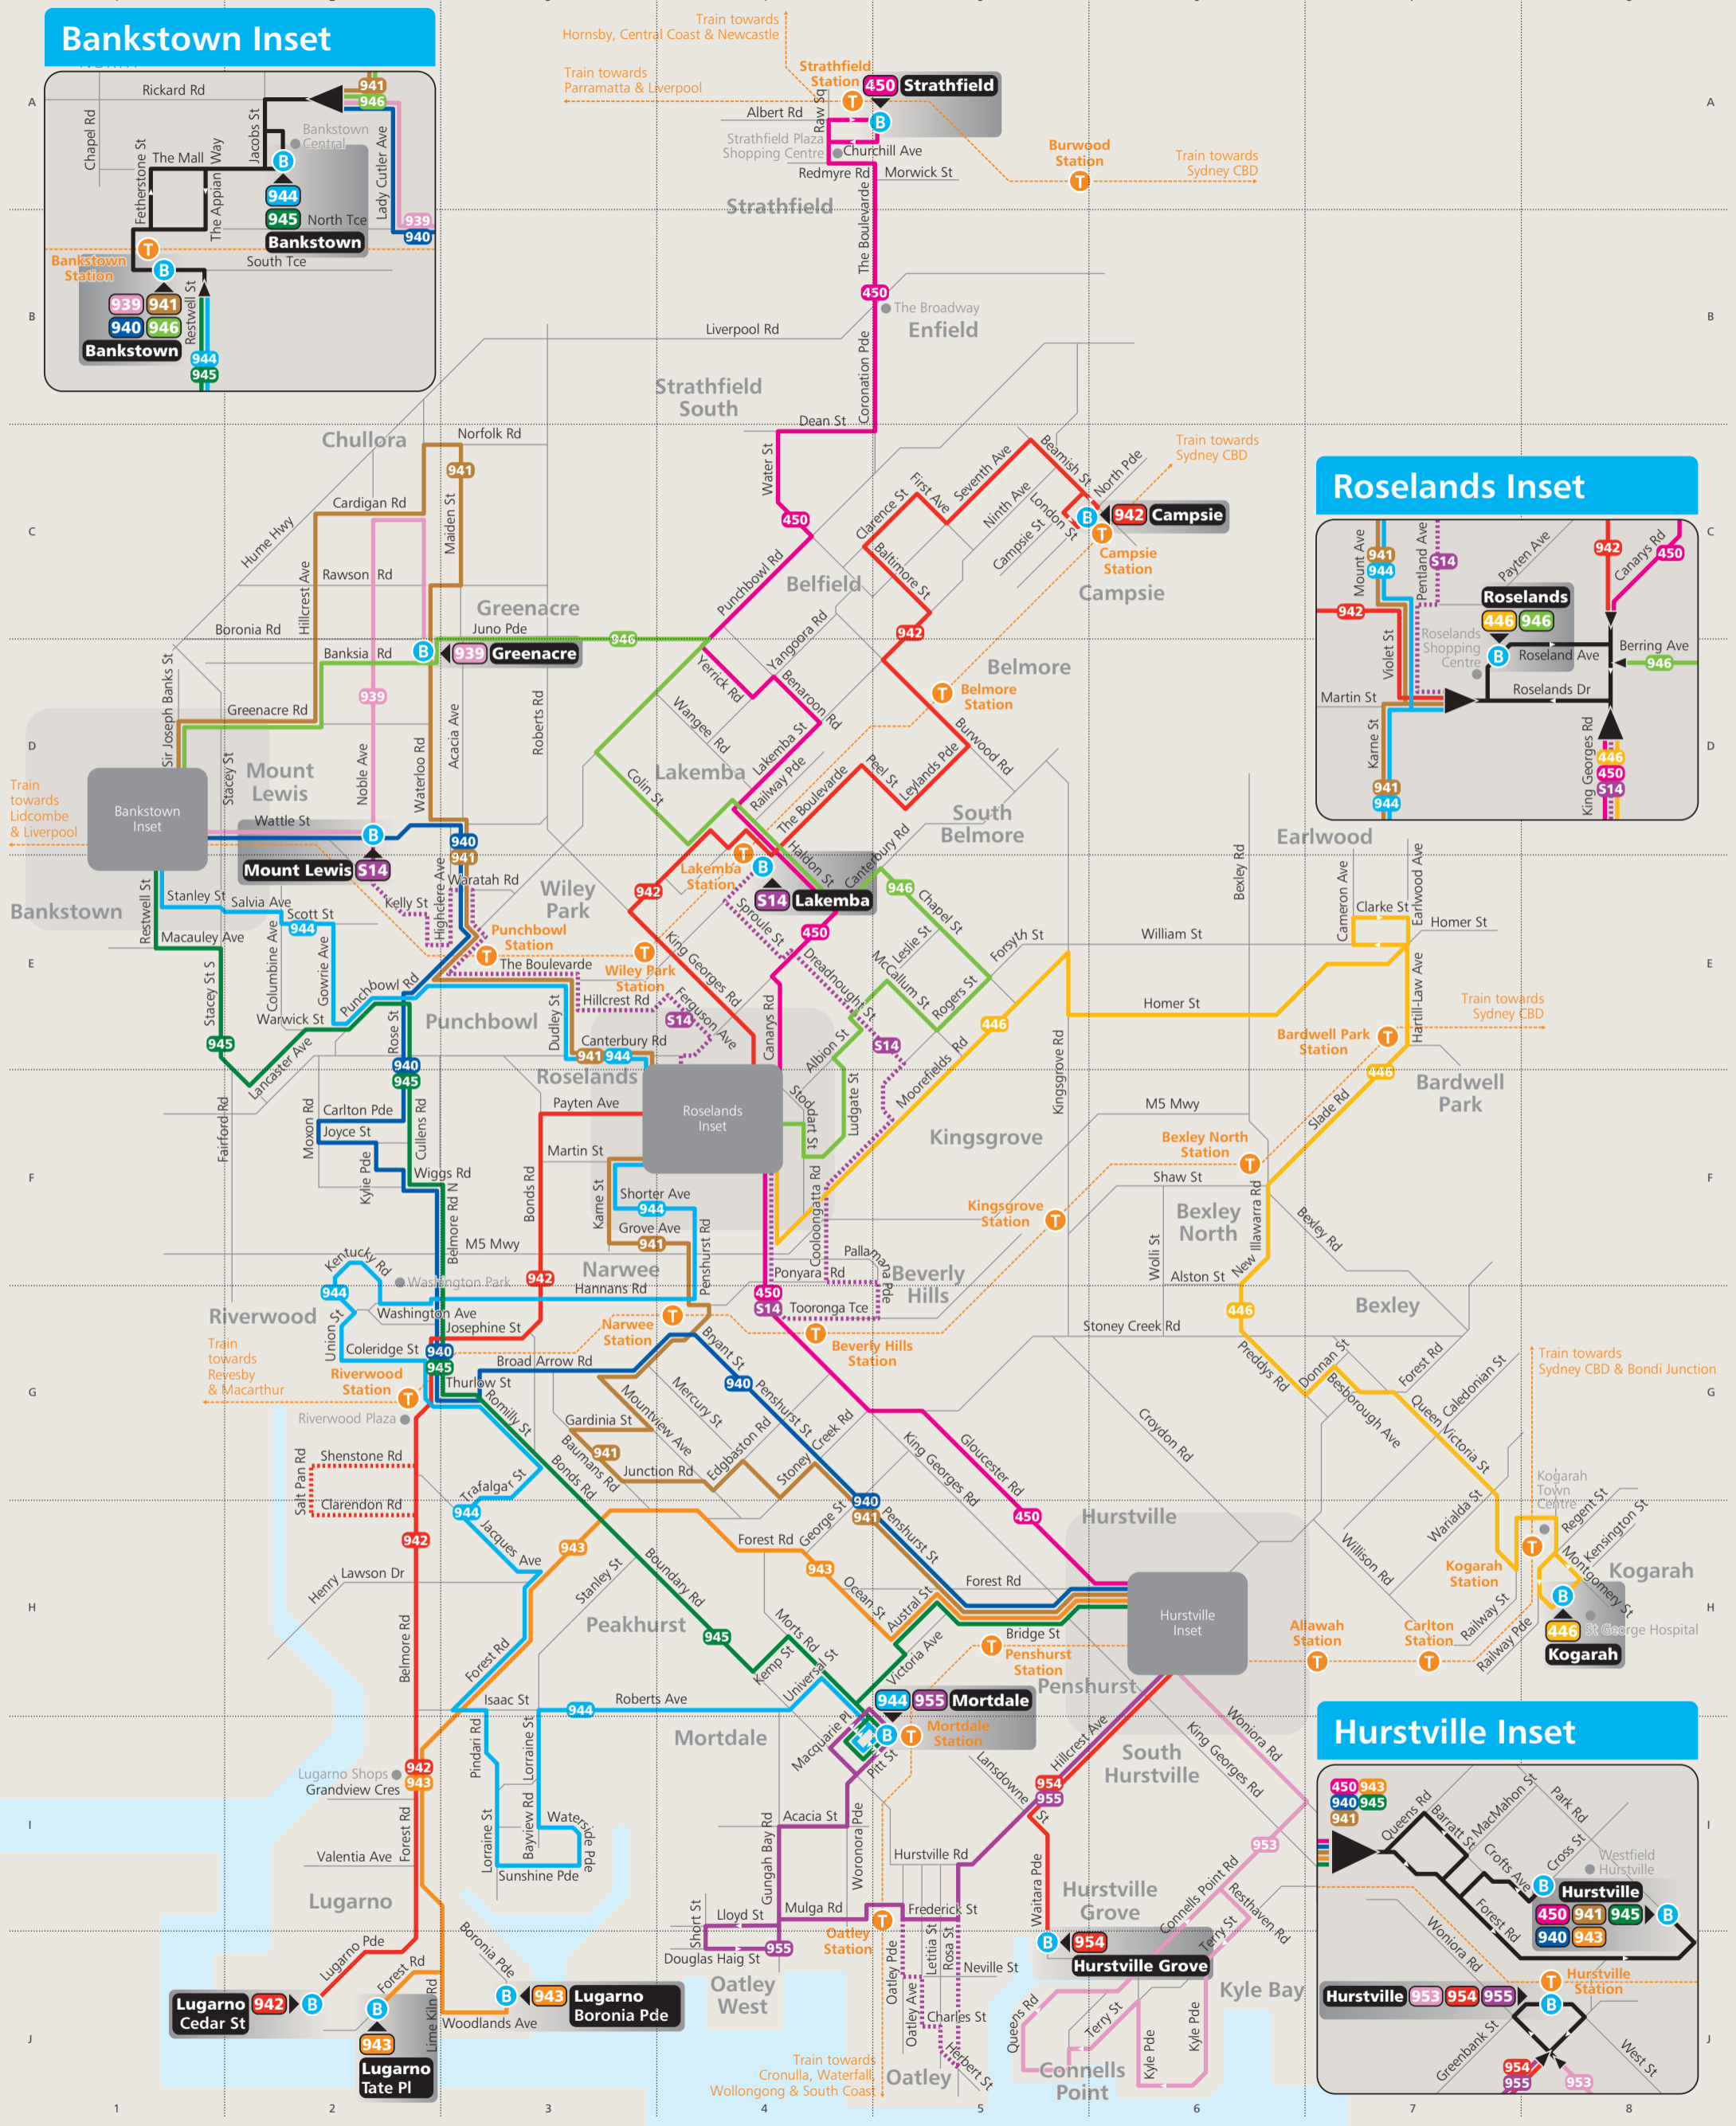 Bankstown Inset
A
Rickard Rd
941
946
Chapel Rd
Fetherstone St
The Mall
The Appian Way
Jacobs St
Bankstown
Central
Lady Cutler Ave
B
944
945
North Tce
Bankstown
939
940
T
Bankstown
Station
B
South Tce
Restwell St
939 941
940 946
Bankstown
944
945
Train towards
Hornsby, Central Coast & Newcastle
Train towards
Parramatta & Liverpool
Strathfield
Station
T
450 Strathfield
B
Albert Rd
Raw Sq
Strathfield Plaza
Shopping Centre
Churchill Ave
Redmyre Rd
Morwick St
Strathfield
Burwood
Station
T
Train towards
Sydney CBD
A
The Boulevarde
450
The Broadway
Enfield
Liverpool Rd
B
B
Strathfield
South
Coronation Pde
Dean St
Chullora
Norfolk Rd
941
Cardigan Rd
Maiden St
Hume Hwy
Hillcrest Ave
Rawson Rd
Greenacre
Boronia Rd
Juno Pde
946
Water St
450
Punchbowl Rd
Belfield
Clarence St
First Ave
Seventh Ave
Beamish St
North Pde
Ninth Ave
London St
Campsie St
B
942 Campsie
T
Campsie
Station
Campsie
Train towards
Sydney CBD
Baltimore St
942
C
C
Roselands Inset
Mount Ave
941
944
Pentland Ave
S14
942
Payten Ave
942
Canarys Rd
450
Roselands
446 946
Roselands
Shopping
Centre
B
Roseland Ave
Berring Ave
946
Violet St
Martin St
Roselands Dr
Karne St
941
944
King Georges Rd
446
450
S14
Banksia Rd
B
939 Greenacre
Sir Joseph Banks St
Greenacre Rd
939
Stacey St
Mount
Lewis
Noble Ave
Waterloo Rd
Acacia Ave
Roberts Rd
Yangoora Rd
Yerrick Rd
Benaroon Rd
Wangee Rd
Lakemba St
Lakemba
Railway Pde
Colin St
The Boulevarde
Peel St
Leylands Pde
Burwood Rd
Belmore
T
Belmore
Station
South
Belmore
D
D
Train
towards
Lidcombe
& Liverpool
Bankstown
Inset
Wattle St
B
Mount Lewis S14
940
941
Waratah Rd
Highclere Ave
Kelly St
Wiley
Park
942
T
Lakemba
Station
B
S14 Lakemba
Haldon St
Canterbury Rd
946
Chapel St
Earlwood
Bexley Rd
Cameron Ave
Earlwood Ave
Clarke St
Homer St
William St
Bankstown
Restwell St
Stanley St
Salvia Ave
Scott St
944
Macauley Ave
Columbine Ave
Gowrie Ave
Punchbowl
Station
T
The Boulevarde
T
Wiley Park
Station
King Georges Rd
450
Sproule St
Dreadnought St
Leslie St
McCallum St
Rogers St
Forsyth St
E
E
Stacey St S
Punchbowl Rd
Warwick St
945
Lancaster Ave
Rose St
Punchbowl
Dudley St
Hillcrest Rd
S14
Ferguson Ave
Canterbury Rd
941 944
Canarys Rd
Albion St
S14
446
Moorefields Rd
Homer St
Kingsgrove Rd
Hartill-Law Ave
Bardwell Park
Station
T
446
Train towards
Sydney CBD
Bardwell
Park
Slade Rd
940
945
Roselands
Roselands
Inset
Stoddart St
Ludgate St
Fairford Rd
Carlton Pde
Moxon Rd
Joyce St
Cullens Rd
Kylie Pde
Wiggs Rd
Payten Ave
Martin St
Bonds Rd
Karne St
Shorter Ave
944
Grove Ave
941
Penshurst Rd
Cooloongatta Rd
Kingsgrove
M5 Mwy
Bexley North
Station
T
Shaw St
Kingsgrove
Station
T
Bexley
North
Wolli St
New Illawarra Rd
Bexley Rd
F
F
M5 Mwy
Belmore Rd N
Narwee
942
Hannans Rd
Pallamana Pde
Ponyara Rd
Beverly
Hills
450
S14
Tooronga Tce
Alston St
446
Bexley
Kentucky Rd
944
Washington Park
Washington Ave
Riverwood
Union St
Josephine St
Coleridge St
940
945
Riverwood
Station
T
Train
towards
Revesby
& Macarthur
Riverwood Plaza
Narwee
Station
T
T
Beverly Hills
Station
Stoney Creek Rd
Preddys Rd
Donnan St
Besborough Ave
Forest Rd
Caledonian St
Queen Victoria St
Train towards
Sydney CBD & Bondi Junction
G
G
Broad Arrow Rd
Thurlow St
Romilly St
Bryant St
940
Penshurst St
Mercury St
Mountview Ave
Gardinia St
941
Baumans Rd
Junction Rd
Edgbaston Rd
Stoney Creek Rd
King Georges Rd
Gloucester Rd
450
Croydon Rd
Bonds Rd
Shenstone Rd
Salt Pan Rd
Clarendon Rd
Trafalgar St
944
942
Jacques Ave
943
Forest Rd
George St
940
941
Penshurst St
943
Ocean St
Austral St
Forest Rd
Hurstville
Hurstville
Inset
Willison Rd
Warialda St
Kogarah
Town
Centre
Regent St
Kensington St
T
Kogarah
Station
Montgomery St
Kogarah
B
446
St George Hospital
Kogarah
Railway St
Railway Pde
Allawah
Station
T
Carlton
Station
T
H
H
Henry Lawson Dr
Stanley St
Boundary Rd
Peakhurst
945
Belmore Rd
Forest Rd
Morts Rd
Kemp St
Universal St
Victoria Ave
Bridge St
T
Penshurst
Station
Penshurst
Isaac St
944
Roberts Ave
944 955 Mortdale
B
T
Mortdale
Station
Macquarie Pl
Pitt St
Mortdale
Pindari Rd
Lorraine St
Lansdowne St
Hillcrest Ave
954
955
South
Hurstville
King Georges Rd
Woniora Rd
942
943
Lugarno Shops
Grandview Cres
Forest Rd
Lorraine St
Bayview Rd
Waterside Pde
Sunshine Pde
Valentia Ave
Acacia St
Gungah Bay Rd
Woronora Pde
Hurstville Rd
953
Connells Point Rd
Hurstville
Grove
Waitara Pde
I
Lugarno
Short St
Lloyd St
Mulga Rd
955
Douglas Haig St
T
Oatley
Station
Frederick St
Letitia St
Rosa St
B
954
Hurstville Grove
Terry St
Resthaven Rd
Oatley
West
Oatley Pde
Oatley Ave
Neville St
Charles St
Herbert St
Oatley
Queens Rd
Terry St
Kyle Pde
Kyle Pde
Kyle Bay
Connells
Point
Lugarno Pde
Lugarno
Cedar St
942
B
Forest Rd
B
943
Lugarno
Tate Pl
Lime Kiln Rd
Boronia Pde
B
943 Lugarno
Boronia Pde
Woodlands Ave
Train towards
Cronulla, Waterfall,
Wollongong & South Coast
J
Hurstville Inset
450 943
940 945
941
Queens Rd
Barratt St
MacMahon St
Park Rd
Crofts Ave
Cross St
Westfield
Hurstville
B
Hurstville
450 941 945
B
940 943
Forest Rd
Woniora Rd
T
Hurstville
Station
Hurstville 953 954 955
B
Greenbank St
West St
954
955
953
I
J
1
2
3
4
5
6
7
8